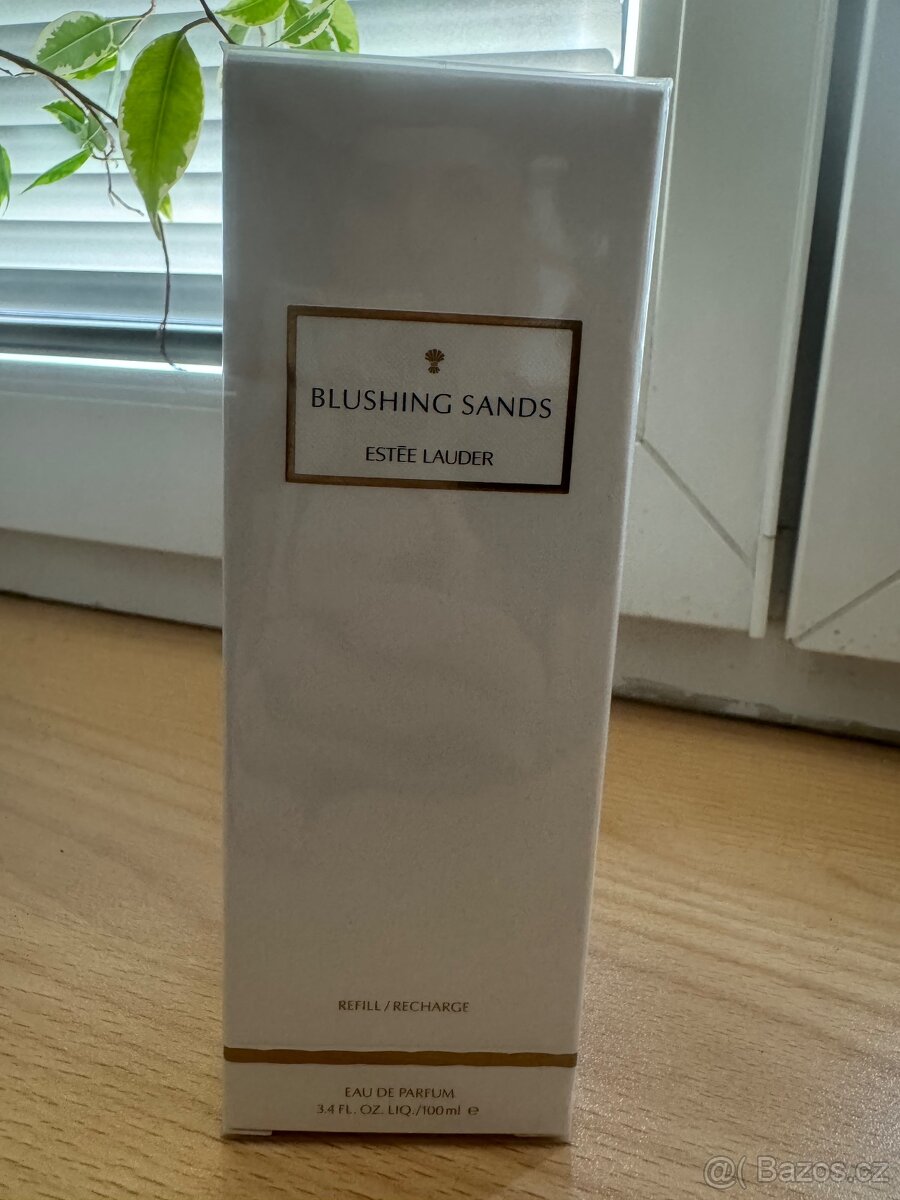 BLUSHING SANDS
ESTĒE LAUDER
REFILL / RECHARGE
EAU DE PARFUM
3.4 FL. OZ. LIQ./100ml ℮
@( Bazos.cz